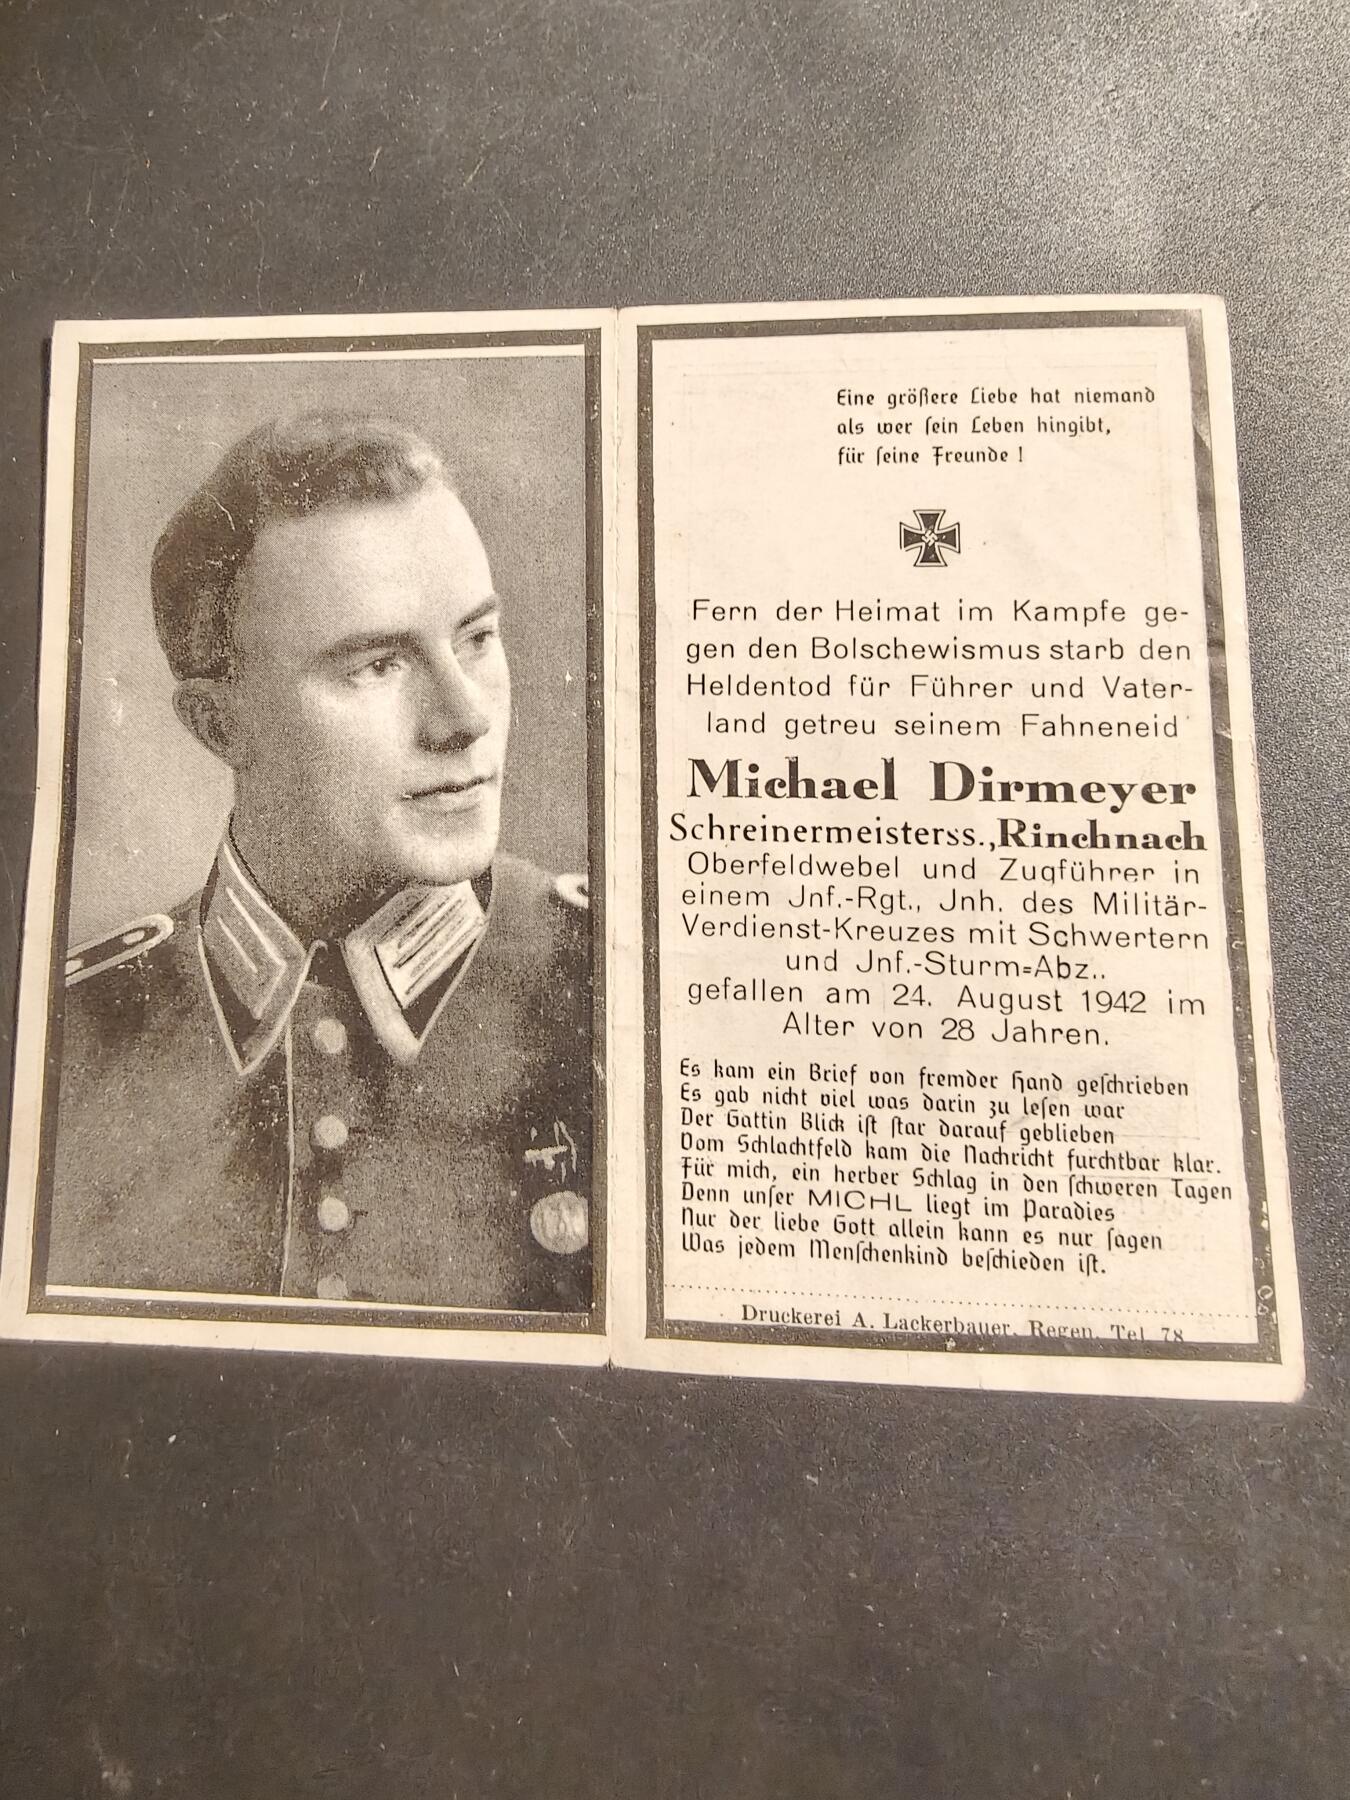 Eine größere Liebe hat niemand
als wer sein Leben hingibt,
für seine Freunde !
Fern der Heimat im Kampfe ge-
gen den Bolschewismus starb den
Heldentod für Führer und Vater-
land getreu seinem Fahneneid
Michael Dirmeyer
Schreinermeisterss., Rinchnach
Oberfeldwebel und Zugführer in
einem Jnf.-Rgt., Jnh. des Militär-
Verdienst-Kreuzes mit Schwertern
und Jnf.-Sturm=Abz..
gefallen am 24. August 1942 im
Alter von 28 Jahren.
Es kam ein Brief von fremder Hand geschrieben
Es gab nicht viel was darin zu lesen war
Der Gattin Blick ist star darauf geblieben
Vom Schlachtfeld kam die Nachricht furchtbar klar.
Für mich, ein herber Schlag in den schweren Tagen
Denn unser MICHL liegt im Paradies
Nur der liebe Gott allein kann es nur sagen
Was jedem Menschenkind beschieden ist.
Druckerei A. Lackerbauer, Regen, Tel 78